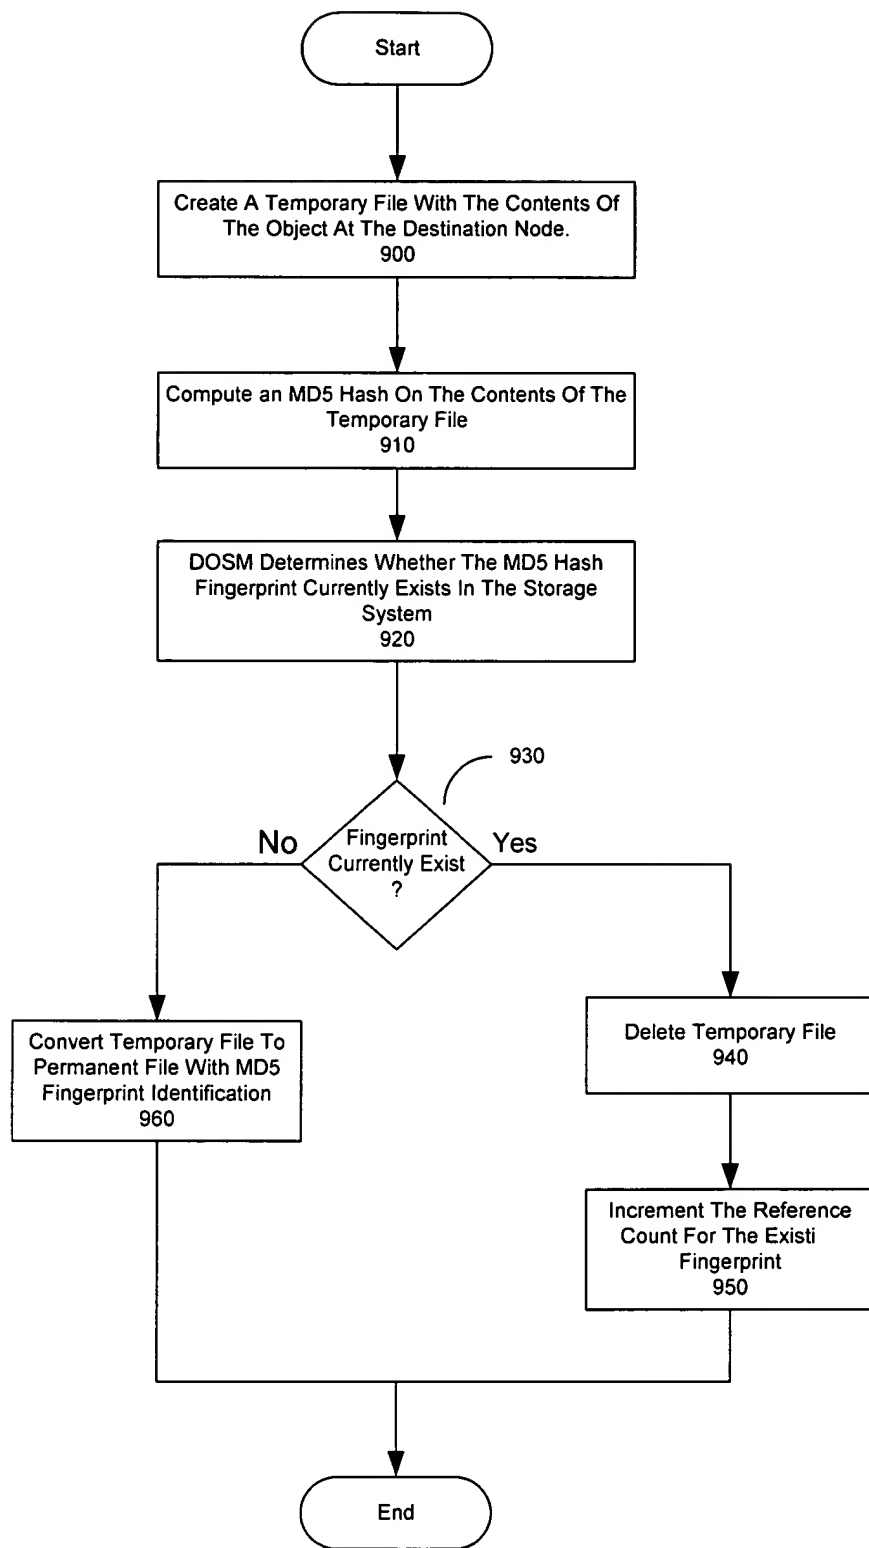 Start
Create A Temporary File With The Contents Of
The Object At The Destination Node.
900
Compute an MD5 Hash On The Contents Of The
Temporary File
910
DOSM Determines Whether The MD5 Hash
Fingerprint Currently Exists In The Storage
System
920
930
Fingerprint
Currently Exist
?
No
Yes
Convert Temporary File To
Permanent File With MD5
Fingerprint Identification
960
Delete Temporary File
940
Increment The Reference
Count For The Existi
Fingerprint
950
End